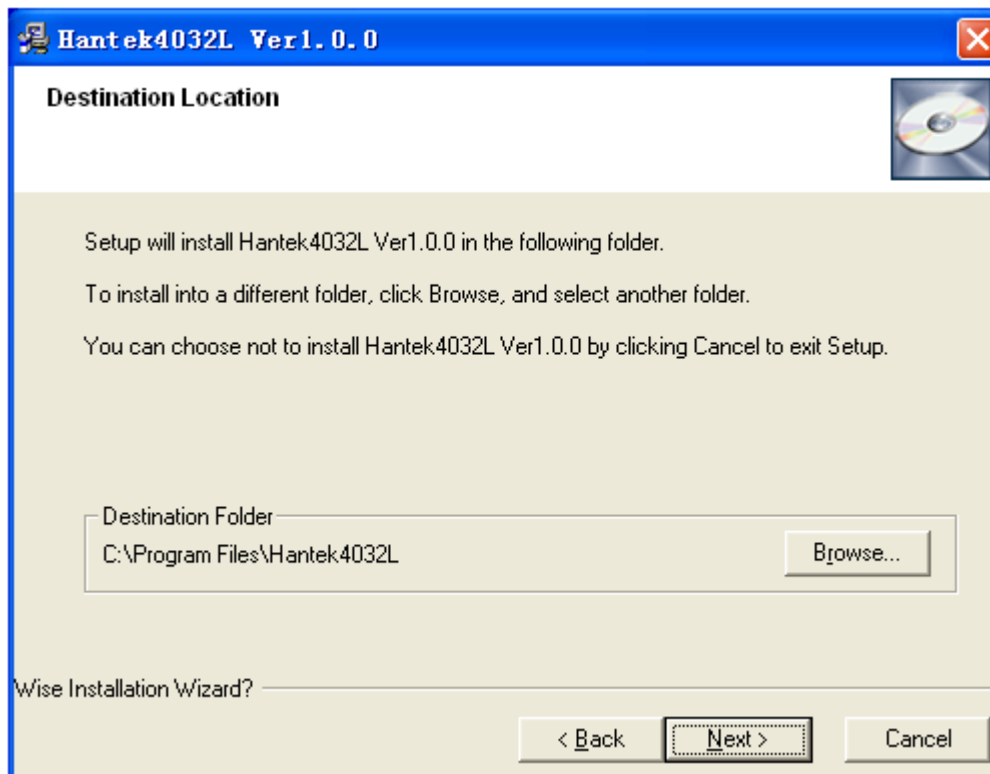 Hantek4032L Ver1.0.0
Destination Location
Setup will install Hantek4032L Ver1.0.0 in the following folder.
To install into a different folder, click Browse, and select another folder.
You can choose not to install Hantek4032L Ver1.0.0 by clicking Cancel to exit Setup.
Destination Folder
C:\Program Files\Hantek4032L
Browse...
Wise Installation Wizard?
< Back
Next >
Cancel